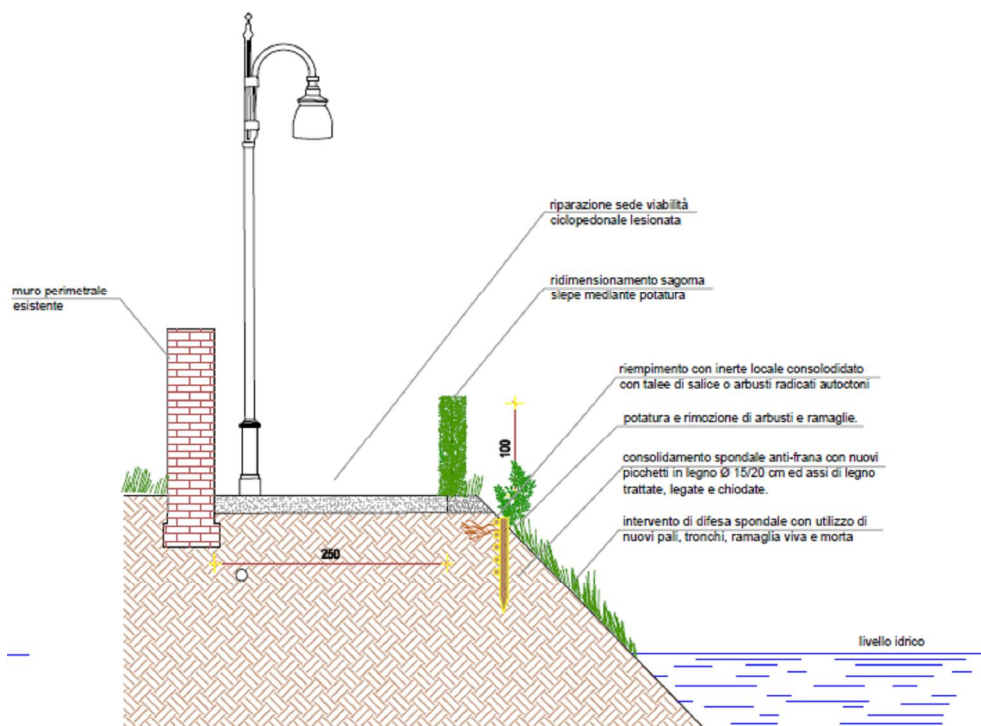 riparazione sede viabilità
ciclopedonale lesionata
ridimensionamento sagoma
siepe mediante potatura
muro perimetrale
esistente
riempimento con inerte locale consolodidato
con talee di salice o arbusti radicati autoctoni
potatura e rimozione di arbusti e ramaglie.
100
consolidamento spondale anti-frana con nuovi
picchetti in legno Ø 15/20 cm ed assi di legno
trattate, legate e chiodate.
intervento di difesa spondale con utilizzo di
nuovi pali, tronchi, ramaglia viva e morta
250
livello idrico